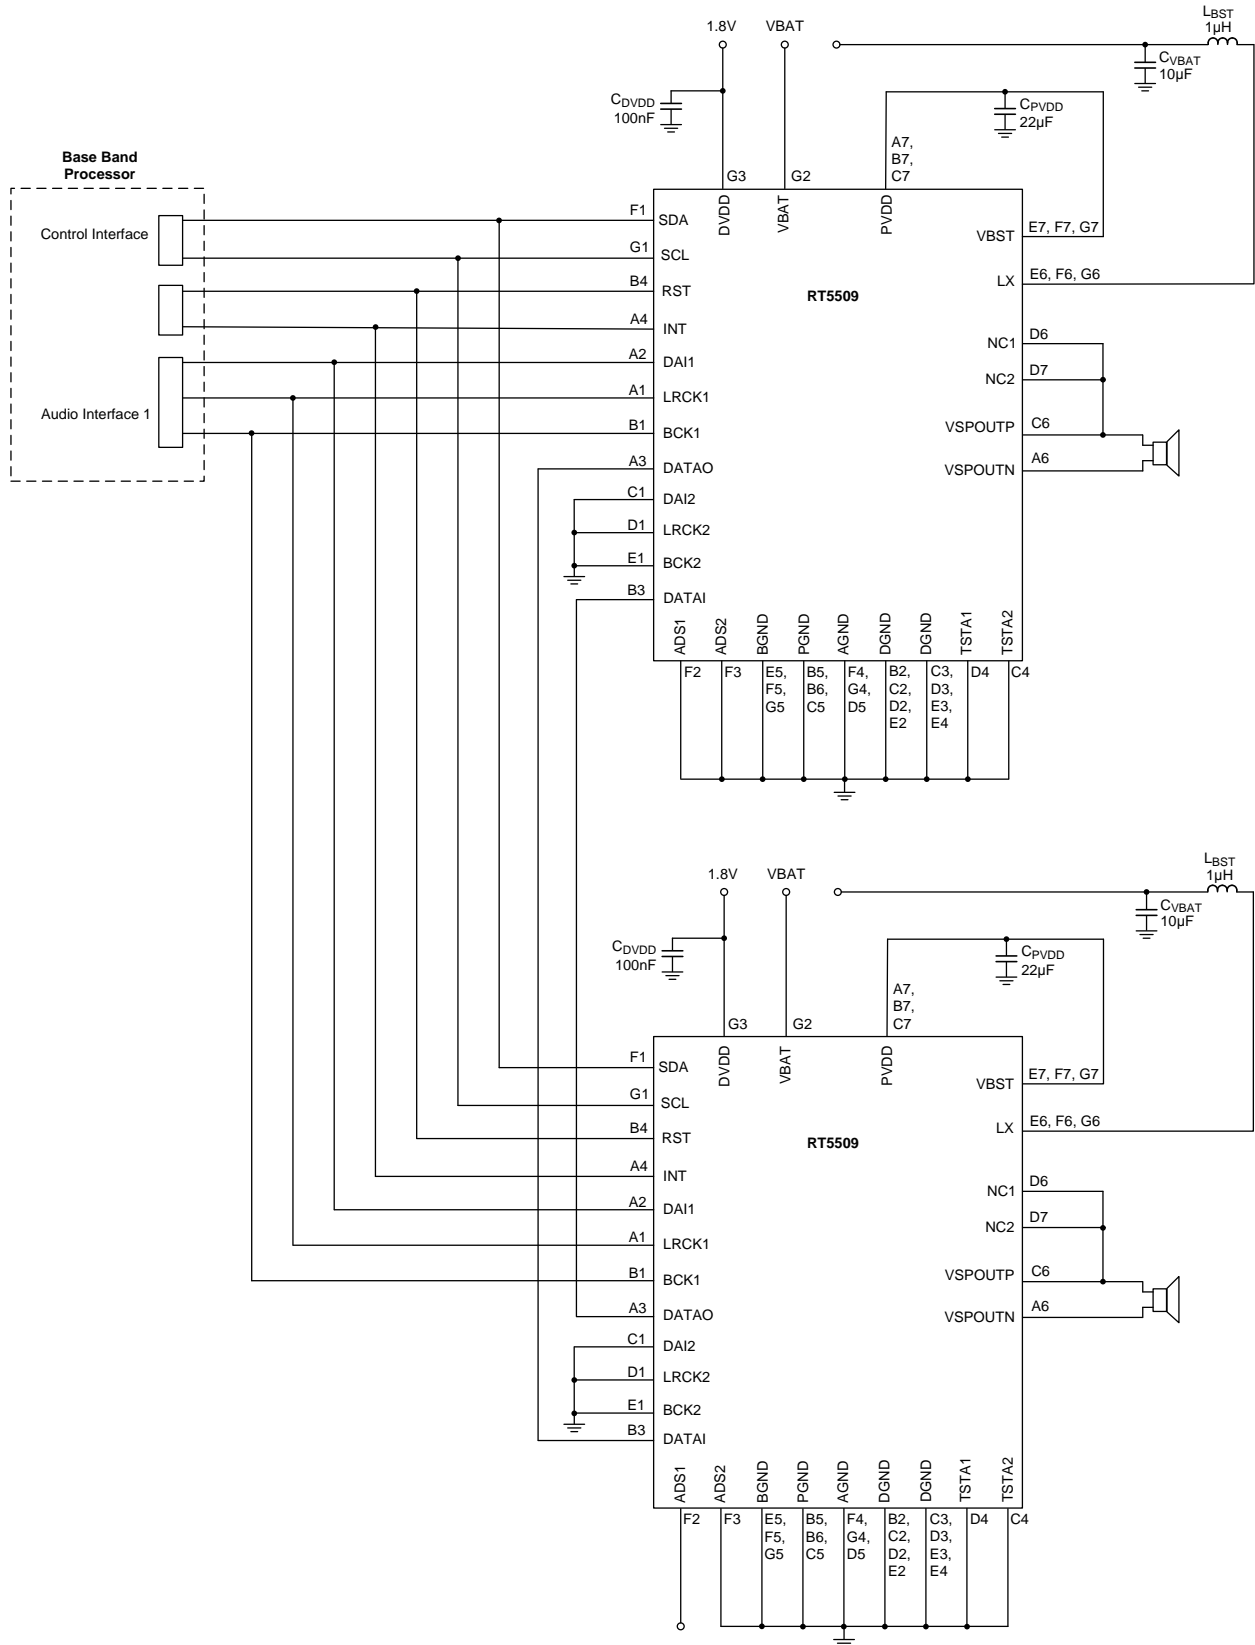 LBST
1µH
1.8V
VBAT
CVBAT
10µF
CDVDD
100nF
CPVDD
22µF
A7,
B7,
C7
G3
G2
Base Band
Processor
Control Interface
Audio Interface 1
F1
SDA
G1
SCL
B4
RST
A4
INT
A2
DAI1
A1
LRCK1
B1
BCK1
A3
DATAO
C1
DAI2
D1
LRCK2
E1
BCK2
B3
DATAI
DVDD
VBAT
PVDD
RT5509
VBST
E7, F7, G7
LX
E6, F6, G6
NC1
D6
NC2
D7
VSPOUTP
C6
VSPOUTN
A6
ADS1
ADS2
BGND
PGND
AGND
DGND
DGND
TSTA1
TSTA2
F2
F3
E5,
F5,
G5
B5,
B6,
C5
F4,
G4,
D5
B2,
C2,
D2,
E2
C3,
D3,
E3,
E4
D4
C4
LBST
1µH
1.8V
VBAT
CVBAT
10µF
CDVDD
100nF
CPVDD
22µF
A7,
B7,
C7
G3
G2
F1
SDA
G1
SCL
B4
RST
A4
INT
A2
DAI1
A1
LRCK1
B1
BCK1
A3
DATAO
C1
DAI2
D1
LRCK2
E1
BCK2
B3
DATAI
DVDD
VBAT
PVDD
RT5509
VBST
E7, F7, G7
LX
E6, F6, G6
NC1
D6
NC2
D7
VSPOUTP
C6
VSPOUTN
A6
ADS1
ADS2
BGND
PGND
AGND
DGND
DGND
TSTA1
TSTA2
F2
F3
E5,
F5,
G5
B5,
B6,
C5
F4,
G4,
D5
B2,
C2,
D2,
E2
C3,
D3,
E3,
E4
D4
C4